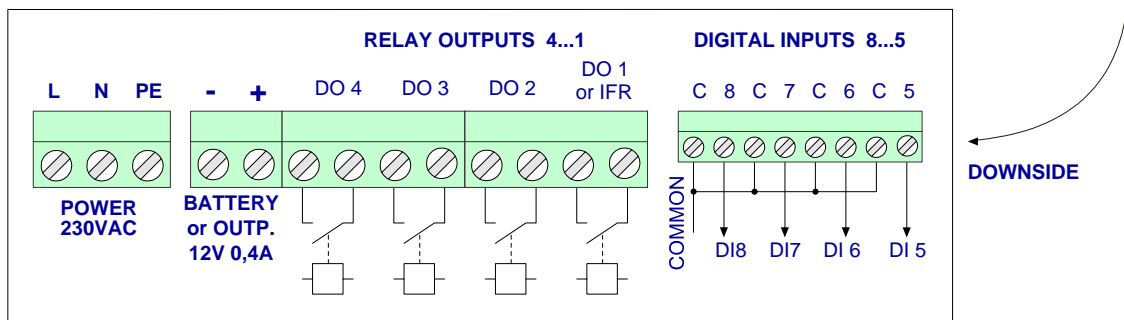 RELAY OUTPUTS 4...1
DIGITAL INPUTS 8...5
L N PE
- +
DO 4
DO 3
DO 2
DO 1
or IFR
C 8 C 7 C 6 C 5
POWER
230VAC
BATTERY
or OUTP.
12V 0,4A
COMMON
DI8
DI7
DI 6
DI 5
DOWNSIDE